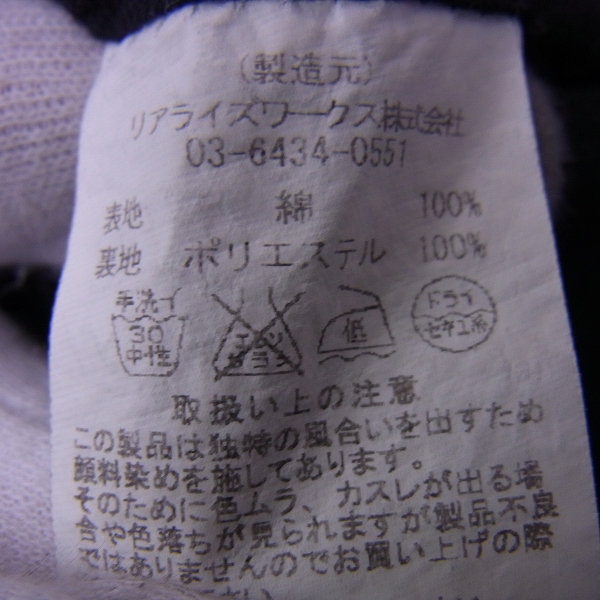 (製造元)
リアライズワークス株式会社
03-6434-0551
表地 綿 100%
裏地 ポリエステル 100%
手洗イ
30
中性
エンソ
サラシ
低
ドライ
セキユ系
取扱い上の注意
この製品は独特の風合いを出すため
顔料染めを施してあります。
そのために色ムラ、カスレが出る場
合や色落ちが見られますが製品不良
ではありませんのでお買い上げの際